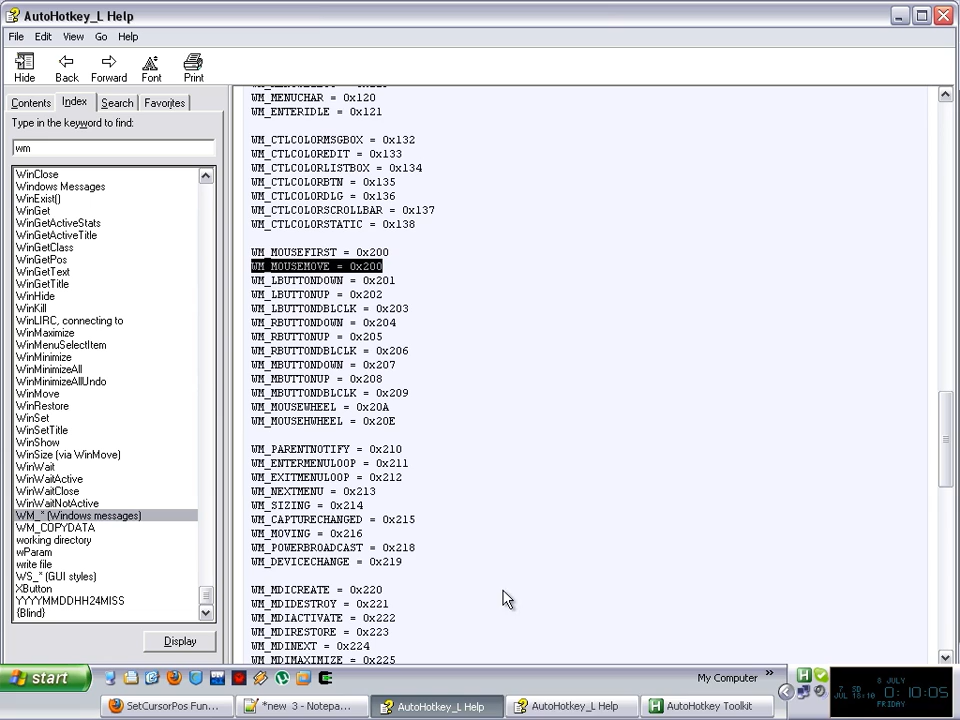 AutoHotkey_L Help
File Edit View Go Help
Hide Back Forward Font Print
Contents Index Search Favorites
Type in the keyword to find:
wm
WinClose
Windows Messages
WinExist()
WinGet
WinGetActiveStats
WinGetActiveTitle
WinGetClass
WinGetPos
WinGetText
WinGetTitle
WinHide
WinKill
WinLIRC, connecting to
WinMaximize
WinMenuSelectItem
WinMinimize
WinMinimizeAll
WinMinimizeAllUndo
WinMove
WinRestore
WinSet
WinSetTitle
WinShow
WinSize (via WinMove)
WinWait
WinWaitActive
WinWaitClose
WinWaitNotActive
WM_* (Windows messages)
WM_COPYDATA
working directory
wParam
write file
WS_* (GUI styles)
XButton
YYYYMMDDHH24MISS
{Blind}
Display
WM_MENUCHAR = 0x120
WM_ENTERIDLE = 0x121
WM_CTLCOLORMSGBOX = 0x132
WM_CTLCOLOREDIT = 0x133
WM_CTLCOLORLISTBOX = 0x134
WM_CTLCOLORBTN = 0x135
WM_CTLCOLORDLG = 0x136
WM_CTLCOLORSCROLLBAR = 0x137
WM_CTLCOLORSTATIC = 0x138
WM_MOUSEFIRST = 0x200
WM_MOUSEMOVE = 0x200
WM_LBUTTONDOWN = 0x201
WM_LBUTTONUP = 0x202
WM_LBUTTONDBLCLK = 0x203
WM_RBUTTONDOWN = 0x204
WM_RBUTTONUP = 0x205
WM_RBUTTONDBLCLK = 0x206
WM_MBUTTONDOWN = 0x207
WM_MBUTTONUP = 0x208
WM_MBUTTONDBLCLK = 0x209
WM_MOUSEWHEEL = 0x20A
WM_MOUSEHWHEEL = 0x20E
WM_PARENTNOTIFY = 0x210
WM_ENTERMENULOOP = 0x211
WM_EXITMENULOOP = 0x212
WM_NEXTMENU = 0x213
WM_SIZING = 0x214
WM_CAPTURECHANGED = 0x215
WM_MOVING = 0x216
WM_POWERBROADCAST = 0x218
WM_DEVICECHANGE = 0x219
WM_MDICREATE = 0x220
WM_MDIDESTROY = 0x221
WM_MDIACTIVATE = 0x222
WM_MDIRESTORE = 0x223
WM_MDINEXT = 0x224
WM_MDIMAXIMIZE = 0x225
start My Computer »
SetCursorPos Fun... *new 3 - Notepa... AutoHotkey_L Help AutoHotkey_L Help AutoHotkey Toolkit
8 JULY
0:10:05
FRIDAY